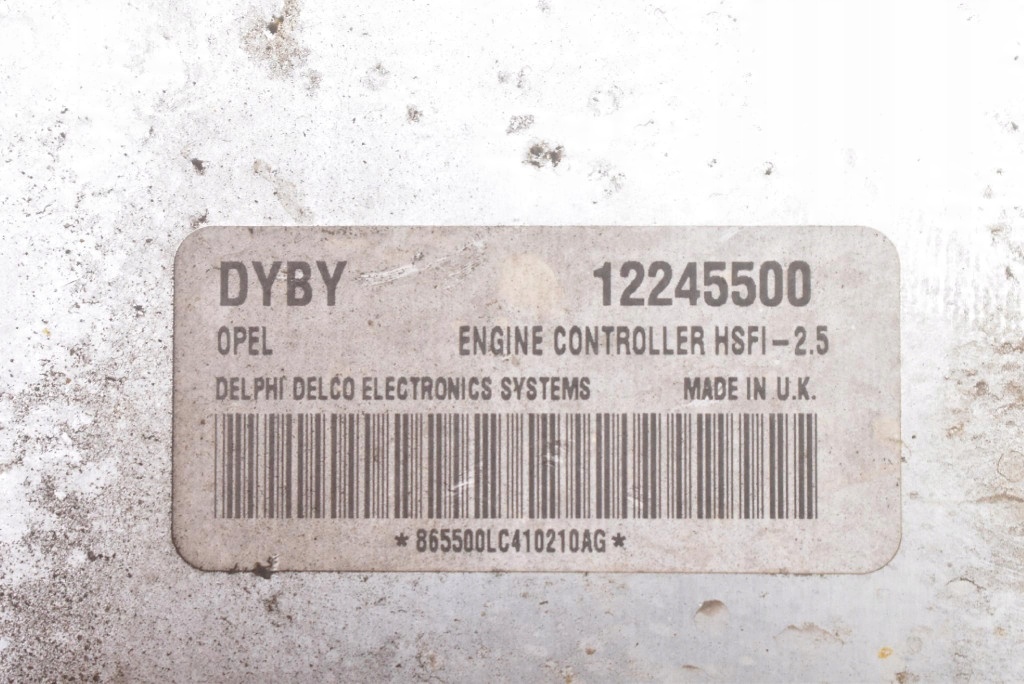 DYBY 12245500
OPEL ENGINE CONTROLLER HSFI-2.5
DELPHI DELCO ELECTRONICS SYSTEMS MADE IN U.K.
*865500LC410210AG*